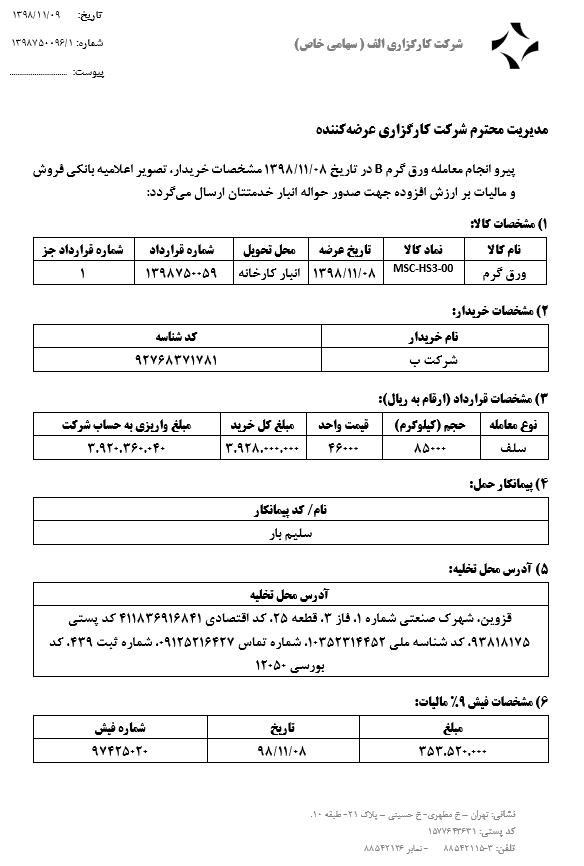 تاریخ: ۱۳۹۸/۱۱/۰۹
شماره: ۱۳۹۸۷۵۰۰۹۶/۱
پیوست: ...........................
شرکت کارگزاری الف ( سهامی خاص)
مدیریت محترم شرکت کارگزاری عرضه‌کننده
پیرو انجام معامله ورق گرم B در تاریخ ۱۳۹۸/۱۱/۰۸ مشخصات خریدار، تصویر اعلامیه بانکی فروش
و مالیات بر ارزش افزوده جهت صدور حواله انبار خدمتتان ارسال می‌گردد:
۱) مشخصات کالا:
نام کالا نماد کالا تاریخ عرضه محل تحویل شماره قرارداد شماره قرارداد جز
ورق گرم MSC-HS3-00 ۱۳۹۸/۱۱/۰۸ انبار کارخانه ۱۳۹۸۷۵۰۰۵۹ ۱
۲) مشخصات خریدار:
نام خریدار کد شناسه
شرکت ب ۹۲۷۶۸۳۷۱۷۸۱
۳) مشخصات قرارداد (ارقام به ریال):
نوع معامله حجم (کیلوگرم) قیمت واحد مبلغ کل خرید مبلغ واریزی به حساب شرکت
سلف ۸۵۰۰۰ ۴۶۰۰۰ ۳،۹۲۸،۰۰۰،۰۰۰ ۳،۹۲۰،۳۶۰،۰۴۰
۴) پیمانکار حمل:
نام/ کد پیمانکار
سلیم بار
۵) آدرس محل تخلیه:
آدرس محل تخلیه
قزوین، شهرک صنعتی شماره ۱، فاز ۳، قطعه ۲۵، کد اقتصادی ۴۱۱۸۳۶۹۱۶۸۴۱ کد پستی
۹۳۸۱۸۱۷۵، کد شناسه ملی ۱۰۳۵۲۳۱۴۴۵۲، شماره تماس ۰۹۱۲۵۲۱۶۴۲۷، شماره ثبت ۴۳۹، کد
بورسی ۱۲۰۵۰
۶) مشخصات فیش ۹% مالیات:
مبلغ تاریخ شماره فیش
۳۵۳،۵۲۰،۰۰۰ ۹۸/۱۱/۰۸ ۹۷۴۲۵۰۲۰
نشانی: تهران – خ مطهری- خ حسینی – پلاک ۲۱- طبقه ۱۰.
کد پستی: ۱۵۷۷۶۴۳۶۳۱
تلفن: ۳-۸۸۵۴۲۱۱۵ - نمابر ۸۸۵۴۲۱۲۶